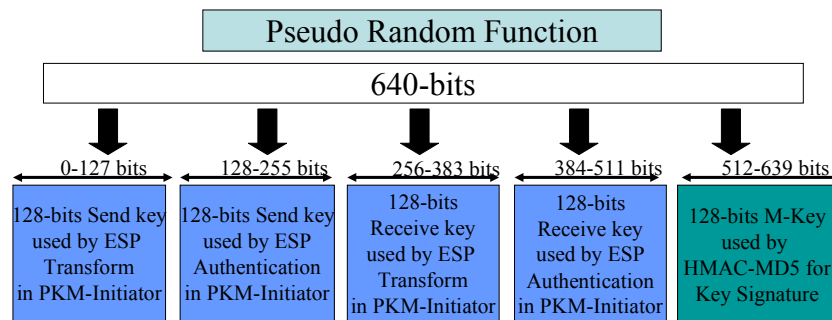 Pseudo Random Function
640-bits
0-127 bits
128-255 bits
256-383 bits
384-511 bits
512-639 bits
128-bits Send key
used by ESP
Transform
in PKM-Initiator
128-bits Send key
used by ESP
Authentication
in PKM-Initiator
128-bits
Receive key
used by ESP
Transform
in PKM-Initiator
128-bits
Receive key
used by ESP
Authentication
in PKM-Initiator
128-bits M-Key
used by
HMAC-MD5 for
Key Signature